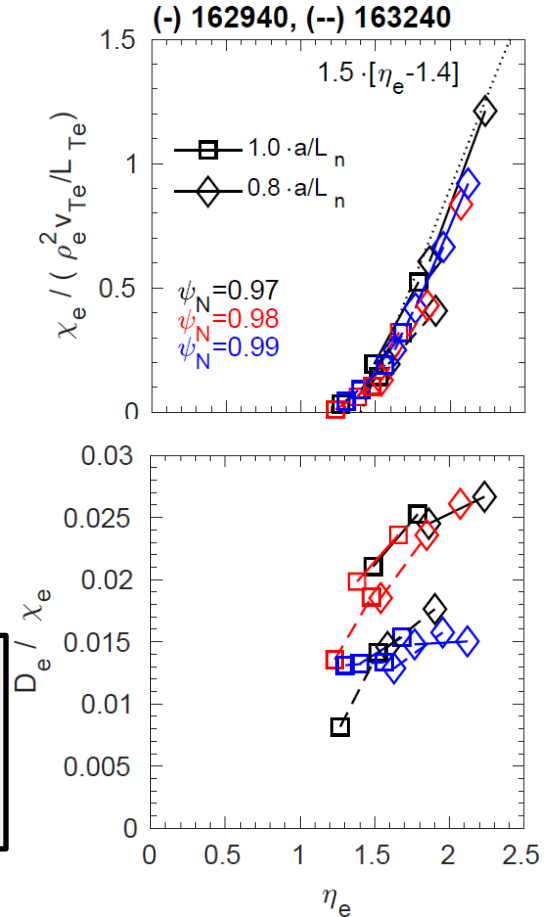 (-) 162940, (--) 163240
1.5 ·[η_e-1.4]
1.0 ·a/L_n
0.8 ·a/L_n
ψ_N=0.97
ψ_N=0.98
ψ_N=0.99
χ_e / ( ρ_e^2 v_Te/L_Te)
1.5
1
0.5
0
D_e / χ_e
0.03
0.025
0.02
0.015
0.01
0.005
0
0 0.5 1 1.5 2 2.5
η_e